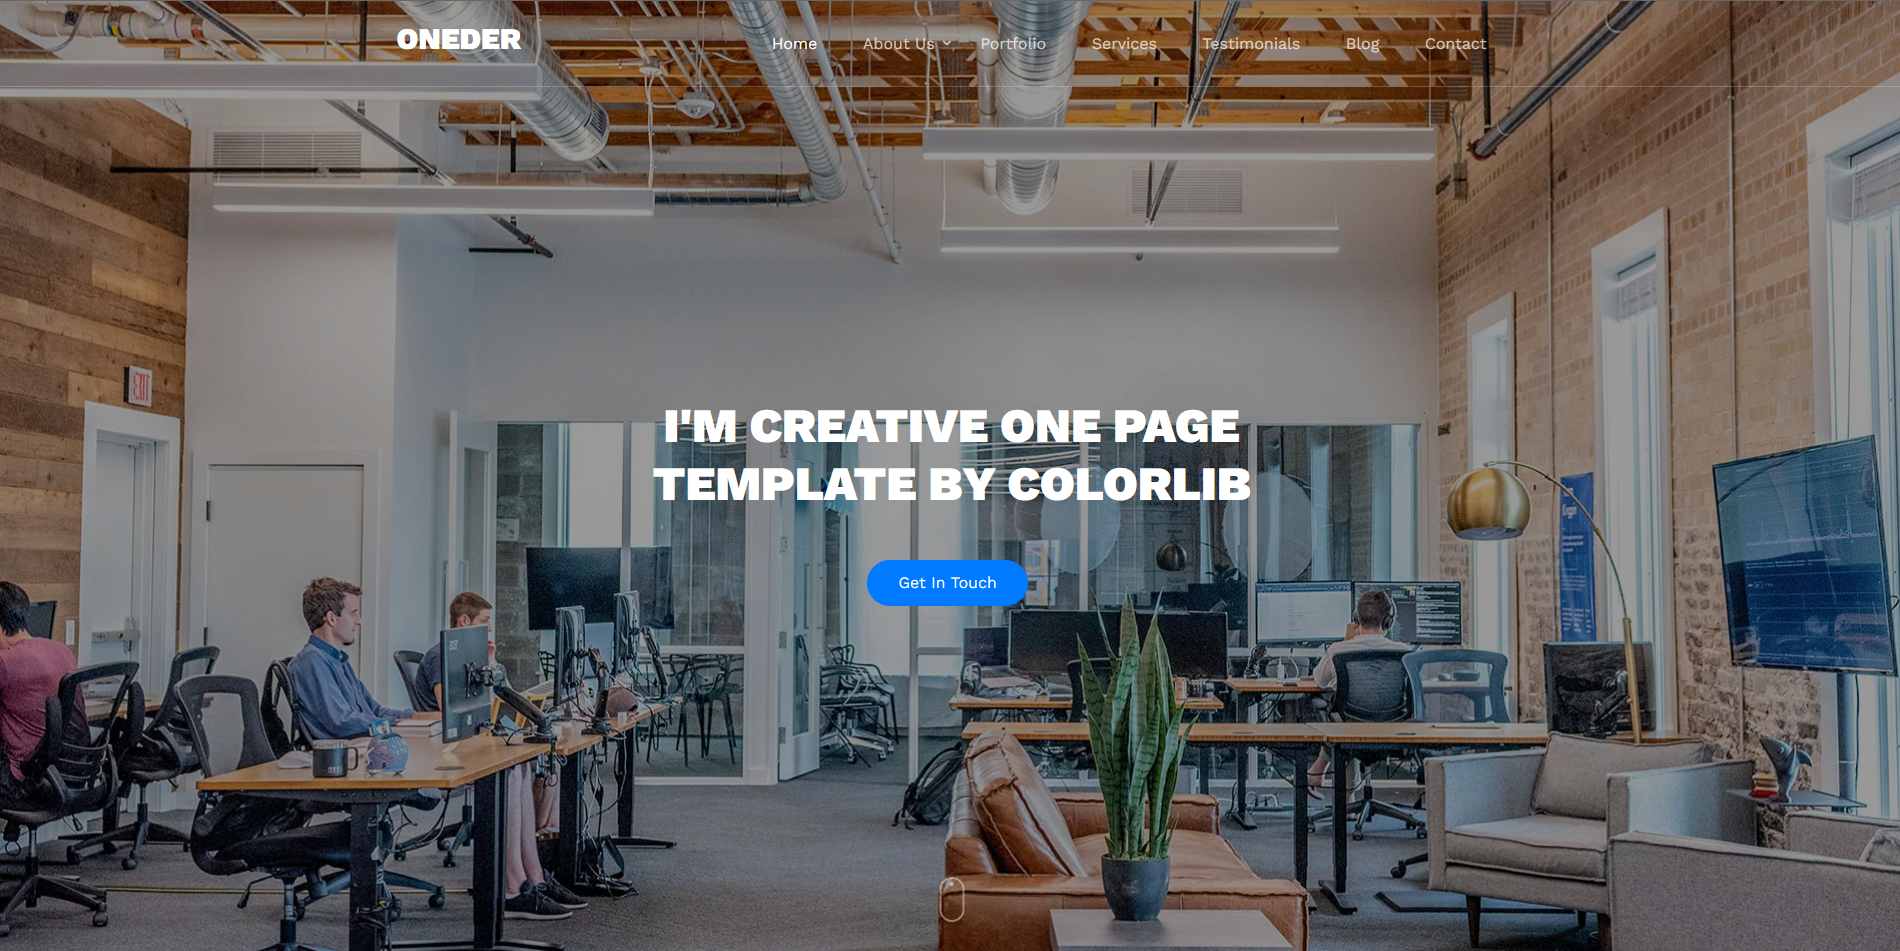 ONEDER
Home About Us Portfolio Services Testimonials Blog Contact
EXIT
I'M CREATIVE ONE PAGE
TEMPLATE BY COLORLIB
Get In Touch
acer